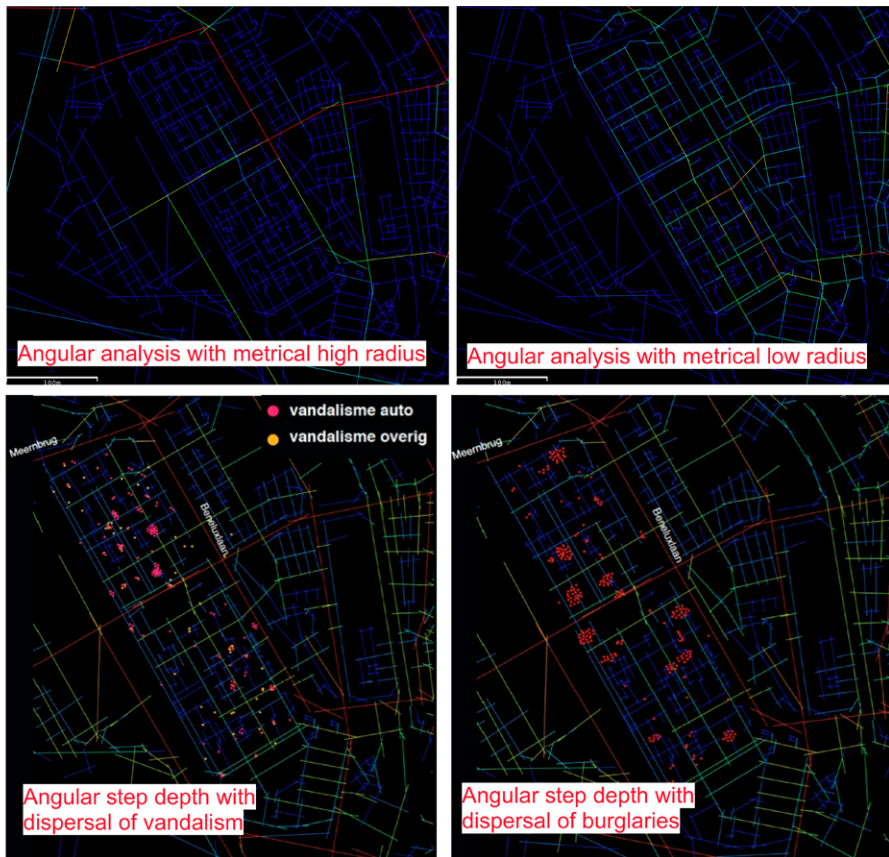 Angular analysis with metrical high radius
100m
Angular analysis with metrical low radius
100m
vandalisme auto
vandalisme overig
Meernbrug
Beneluxlaan
Angular step depth with
dispersal of vandalism
Meernbrug
Beneluxlaan
Angular step depth with
dispersal of burglaries